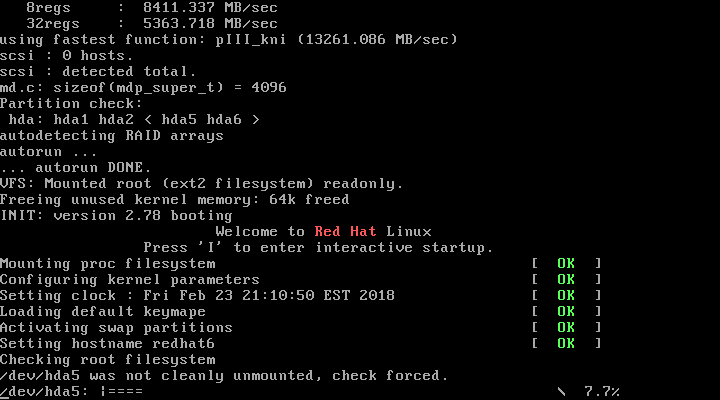 8regs     :  8411.337 MB/sec
32regs    :  5363.718 MB/sec
using fastest function: pIII_kni (13261.086 MB/sec)
scsi : 0 hosts.
scsi : detected total.
md.c: sizeof(mdp_super_t) = 4096
Partition check:
 hda: hda1 hda2 < hda5 hda6 >
autodetecting RAID arrays
autorun ...
... autorun DONE.
VFS: Mounted root (ext2 filesystem) readonly.
Freeing unused kernel memory: 64k freed
INIT: version 2.78 booting
Welcome to Red Hat Linux
Press 'I' to enter interactive startup.
Mounting proc filesystem [  OK  ]
Configuring kernel parameters [  OK  ]
Setting clock : Fri Feb 23 21:10:50 EST 2018 [  OK  ]
Loading default keymape [  OK  ]
Activating swap partitions [  OK  ]
Setting hostname redhat6 [  OK  ]
Checking root filesystem
/dev/hda5 was not cleanly unmounted, check forced.
/dev/hda5: |==== \  7.7%